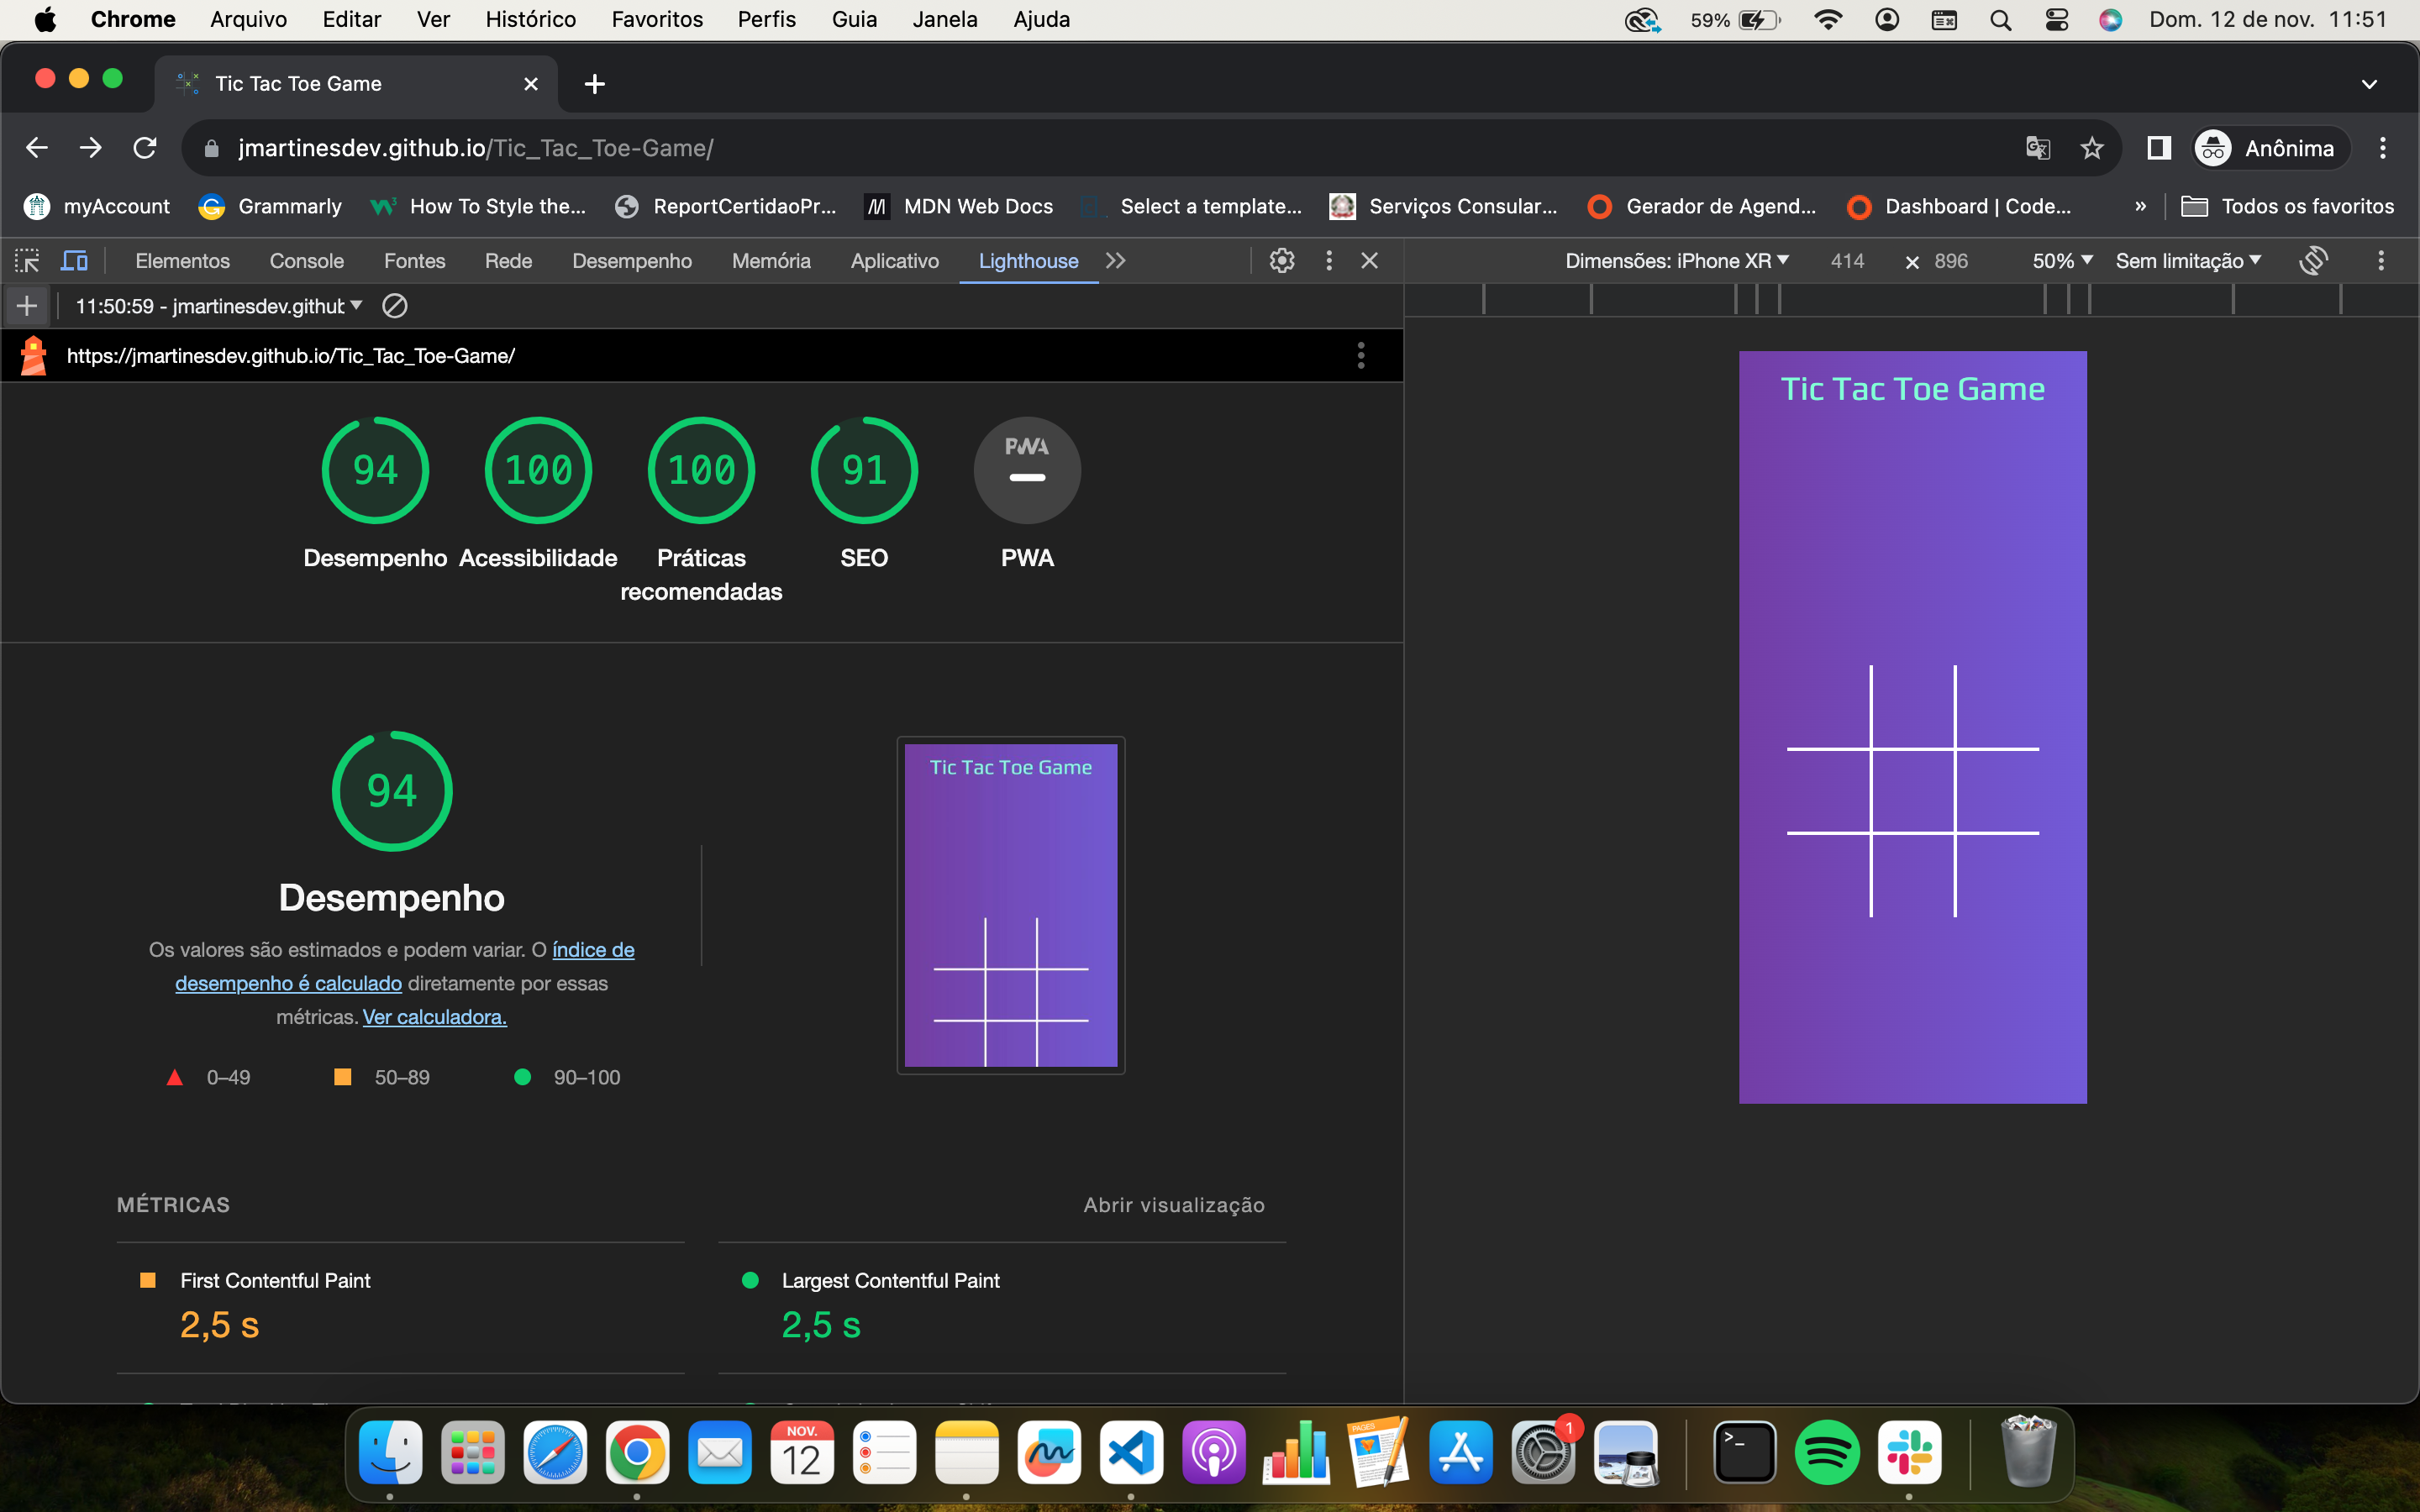 Chrome Arquivo Editar Ver Histórico Favoritos Perfis Guia Janela Ajuda 59% Dom. 12 de nov. 11:51
Tic Tac Toe Game
jmartinesdev.github.io/Tic_Tac_Toe-Game/ Anônima
myAccount Grammarly How To Style the... ReportCertidaoPr... MDN Web Docs Select a template... Serviços Consular... Gerador de Agend... Dashboard | Code... » Todos os favoritos
Elementos Console Fontes Rede Desempenho Memória Aplicativo Lighthouse
Dimensões: iPhone XR 414 × 896 50% Sem limitação
11:50:59 - jmartinesdev.github
https://jmartinesdev.github.io/Tic_Tac_Toe-Game/
94 100 100 91 PWA
Desempenho Acessibilidade Práticas recomendadas SEO PWA
94
Desempenho
Os valores são estimados e podem variar. O índice de
desempenho é calculado diretamente por essas
métricas. Ver calculadora.
0–49 50–89 90–100
Tic Tac Toe Game
MÉTRICAS Abrir visualização
First Contentful Paint
2,5 s
Largest Contentful Paint
2,5 s
Tic Tac Toe Game
NOV.
12
PAGES
1
>_